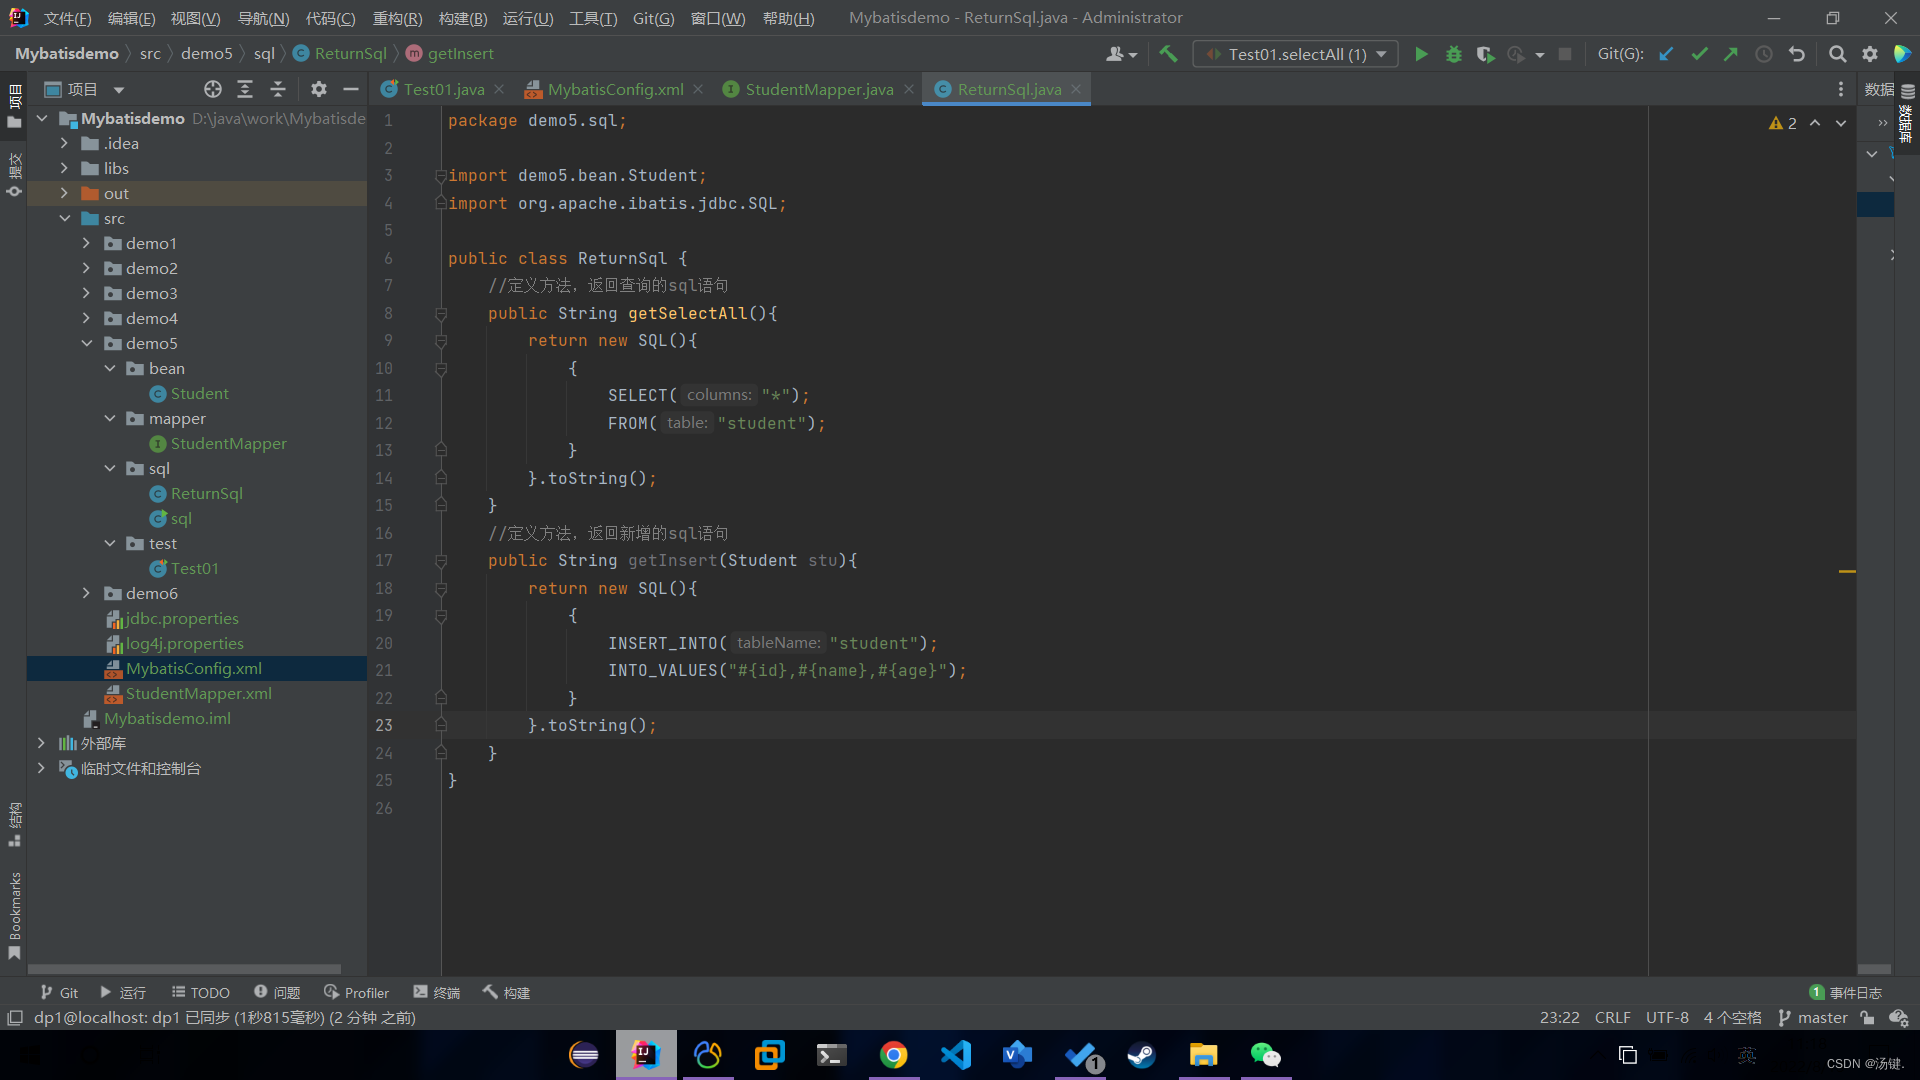 文件(F) 编辑(E) 视图(V) 导航(N) 代码(C) 重构(R) 构建(B) 运行(U) 工具(T) Git(G) 窗口(W) 帮助(H) Mybatisdemo - ReturnSql.java - Administrator
Mybatisdemo src demo5 sql ReturnSql getInsert Test01.selectAll (1) Git(G):
项目 Test01.java MybatisConfig.xml StudentMapper.java ReturnSql.java 数据
项目
提交
结构
Bookmarks
数据库
Mybatisdemo D:\java\work\Mybatisde
.idea
libs
out
src
demo1
demo2
demo3
demo4
demo5
bean
Student
mapper
StudentMapper
sql
ReturnSql
sql
test
Test01
demo6
jdbc.properties
log4j.properties
MybatisConfig.xml
StudentMapper.xml
Mybatisdemo.iml
外部库
临时文件和控制台
2
1 package demo5.sql;
2
3 import demo5.bean.Student;
4 import org.apache.ibatis.jdbc.SQL;
5
6 public class ReturnSql {
7 //定义方法，返回查询的sql语句
8 public String getSelectAll(){
9 return new SQL(){
10 {
11 SELECT( columns: "*");
12 FROM( table: "student");
13 }
14 }.toString();
15 }
16 //定义方法，返回新增的sql语句
17 public String getInsert(Student stu){
18 return new SQL(){
19 {
20 INSERT_INTO( tableName: "student");
21 INTO_VALUES("#{id},#{name},#{age}");
22 }
23 }.toString();
24 }
25 }
26
Git 运行 TODO 问题 Profiler 终端 构建 1 事件日志
dp1@localhost: dp1 已同步 (1秒815毫秒) (2 分钟 之前) 23:22 CRLF UTF-8 4 个空格 master
1
英
CSDN @汤键.